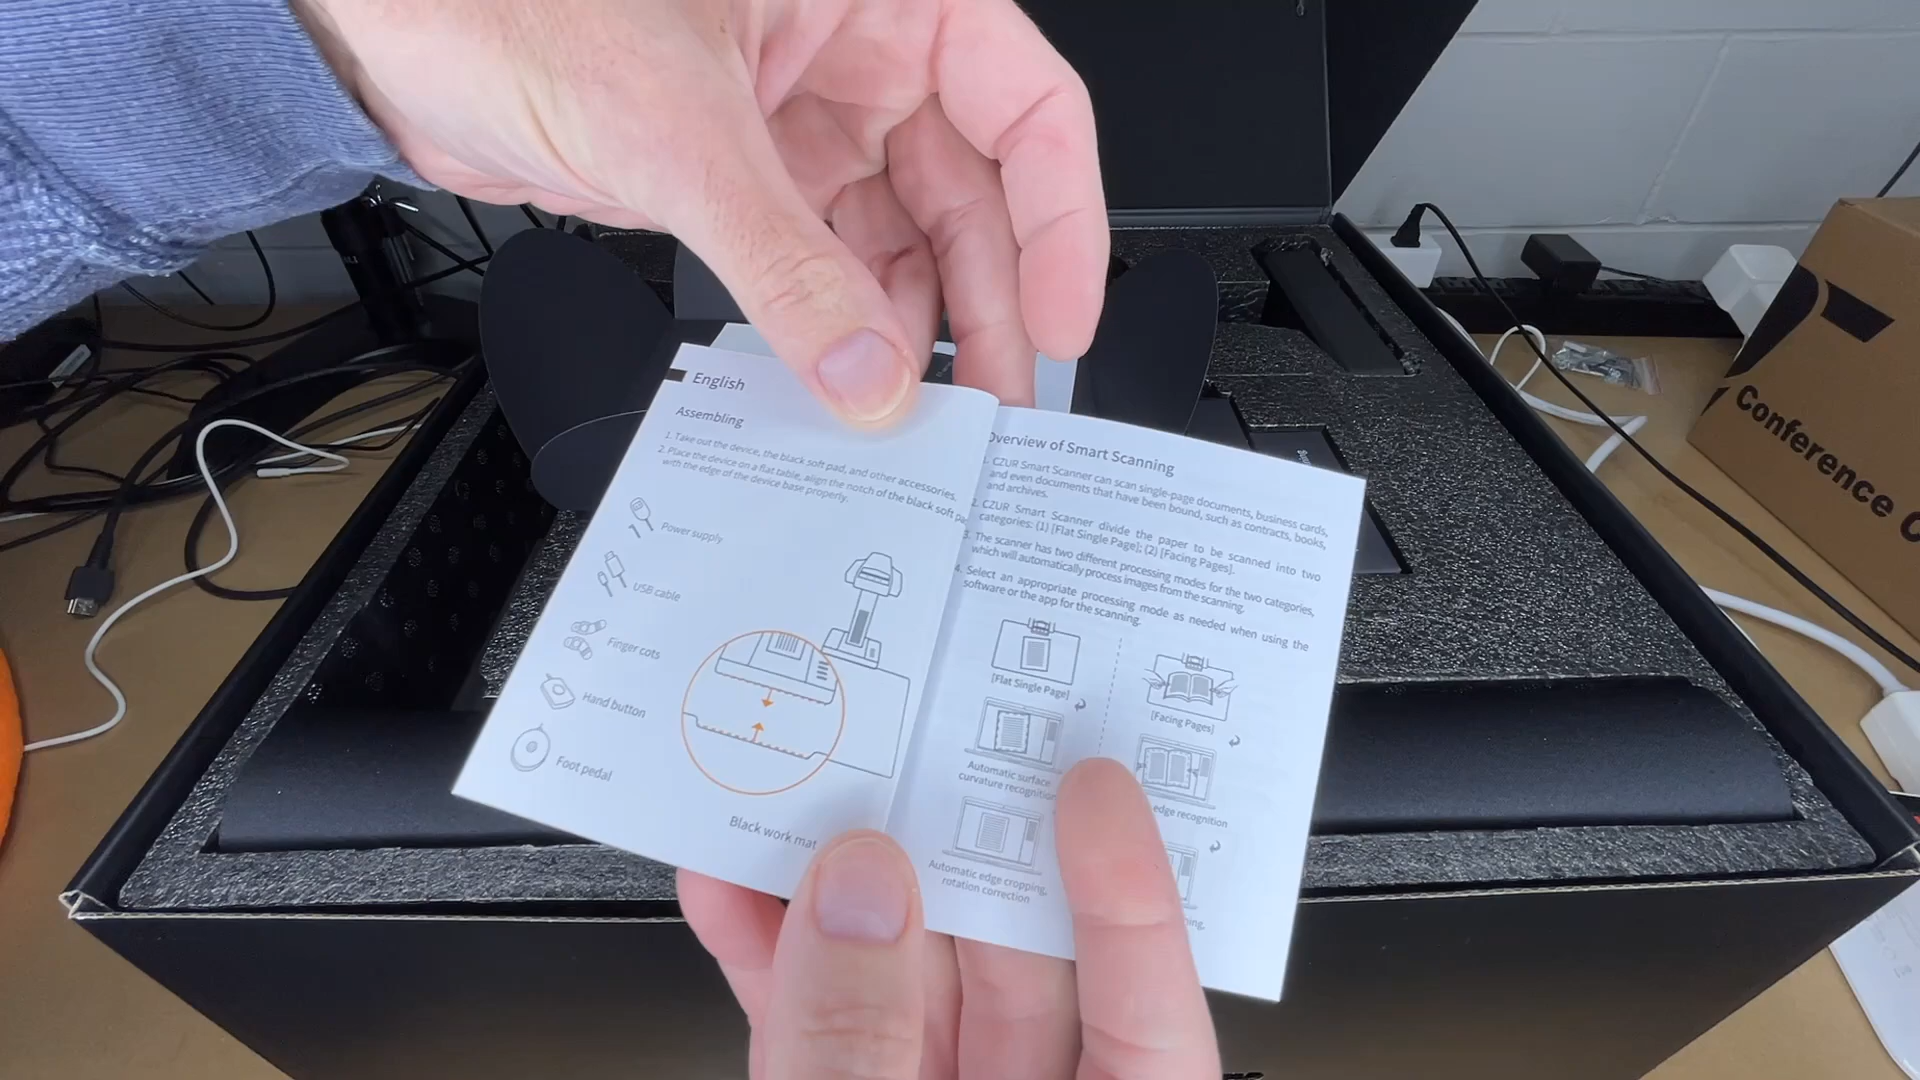 English
Assembling
1. Take out the device, the black soft pad, and other accessories.
2. Place the device on a flat table, align the notch of the black soft
with the edge of the device base properly.
Power supply
USB cable
Finger cots
Hand button
Foot pedal
Black work mat
Overview of Smart Scanning
CZUR Smart Scanner can scan single-page documents, business cards,
and even documents that have been bound, such as contracts, books,
and archives.
2. CZUR Smart Scanner divide the paper to be scanned into two
categories: (1) [Flat Single Page]; (2) [Facing Pages].
3. The scanner has two different processing modes for the two categories,
which will automatically process images from the scanning.
4. Select an appropriate processing mode as needed when using the
software or the app for the scanning.
[Flat Single Page]
Automatic surface
curvature recognition
Automatic edge cropping,
rotation correction
[Facing Pages]
edge recognition
Conference